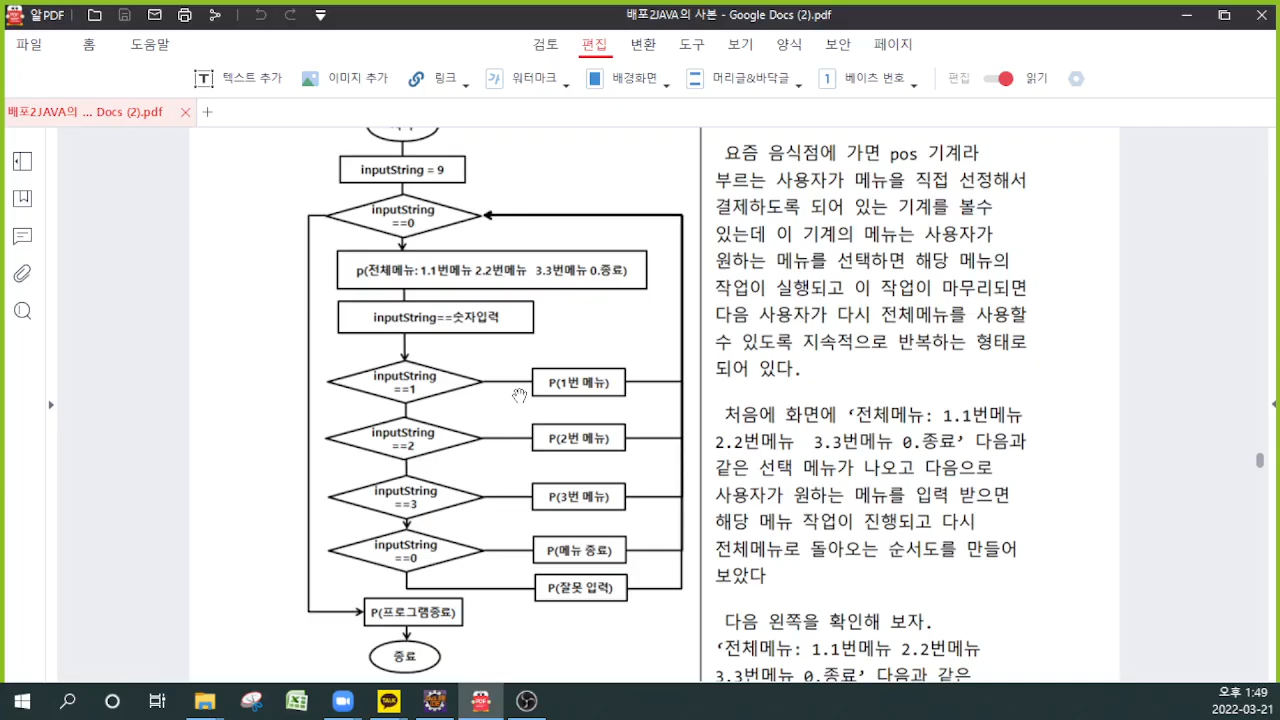 알PDF
배포2JAVA의 사본 - Google Docs (2).pdf
파일 홈 도움말 검토 편집 변환 도구 보기 양식 보안 페이지
텍스트 추가 이미지 추가 링크 워터마크 배경화면 머리글&바닥글 베이츠 번호 편집 읽기
배포2JAVA의 ... Docs (2).pdf
inputString = 9
inputString
==0
p(전체메뉴: 1.1번메뉴 2.2번메뉴 3.3번메뉴 0.종료)
inputString==숫자입력
inputString
==1
P(1번 메뉴)
inputString
==2
P(2번 메뉴)
inputString
==3
P(3번 메뉴)
inputString
==0
P(메뉴 종료)
P(잘못 입력)
P(프로그램종료)
종료
요즘 음식점에 가면 pos 기계라
부르는 사용자가 메뉴을 직접 선정해서
결제하도록 되어 있는 기계를 볼수
있는데 이 기계의 메뉴는 사용자가
원하는 메뉴를 선택하면 해당 메뉴의
작업이 실행되고 이 작업이 마무리되면
다음 사용자가 다시 전체메뉴를 사용할
수 있도록 지속적으로 반복하는 형태로
되어 있다.
처음에 화면에 ‘전체메뉴: 1.1번메뉴
2.2번메뉴 3.3번메뉴 0.종료’ 다음과
같은 선택 메뉴가 나오고 다음으로
사용자가 원하는 메뉴를 입력 받으면
해당 메뉴 작업이 진행되고 다시
전체메뉴로 돌아오는 순서도를 만들어
보았다
다음 왼쪽을 확인해 보자.
‘전체메뉴: 1.1번메뉴 2.2번메뉴
3.3번메뉴 0.종료’ 다음과 같은
오후 1:49
2022-03-21